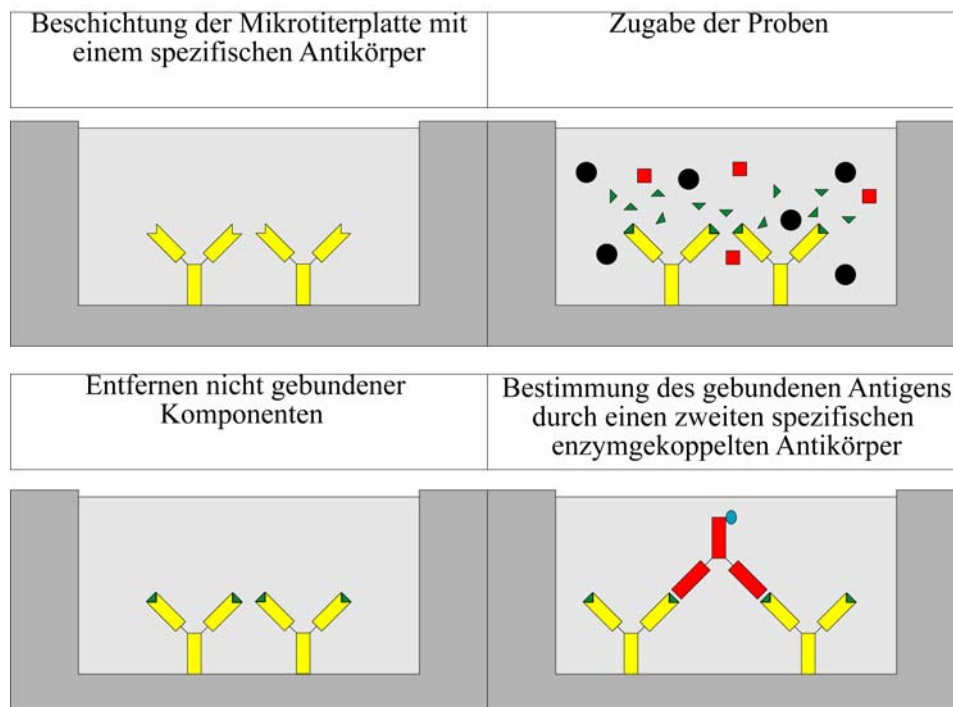 Beschichtung der Mikrotiterplatte mit
einem spezifischen Antikörper
Zugabe der Proben
Entfernen nicht gebundener
Komponenten
Bestimmung des gebundenen Antigens
durch einen zweiten spezifischen
enzymgekoppelten Antikörper